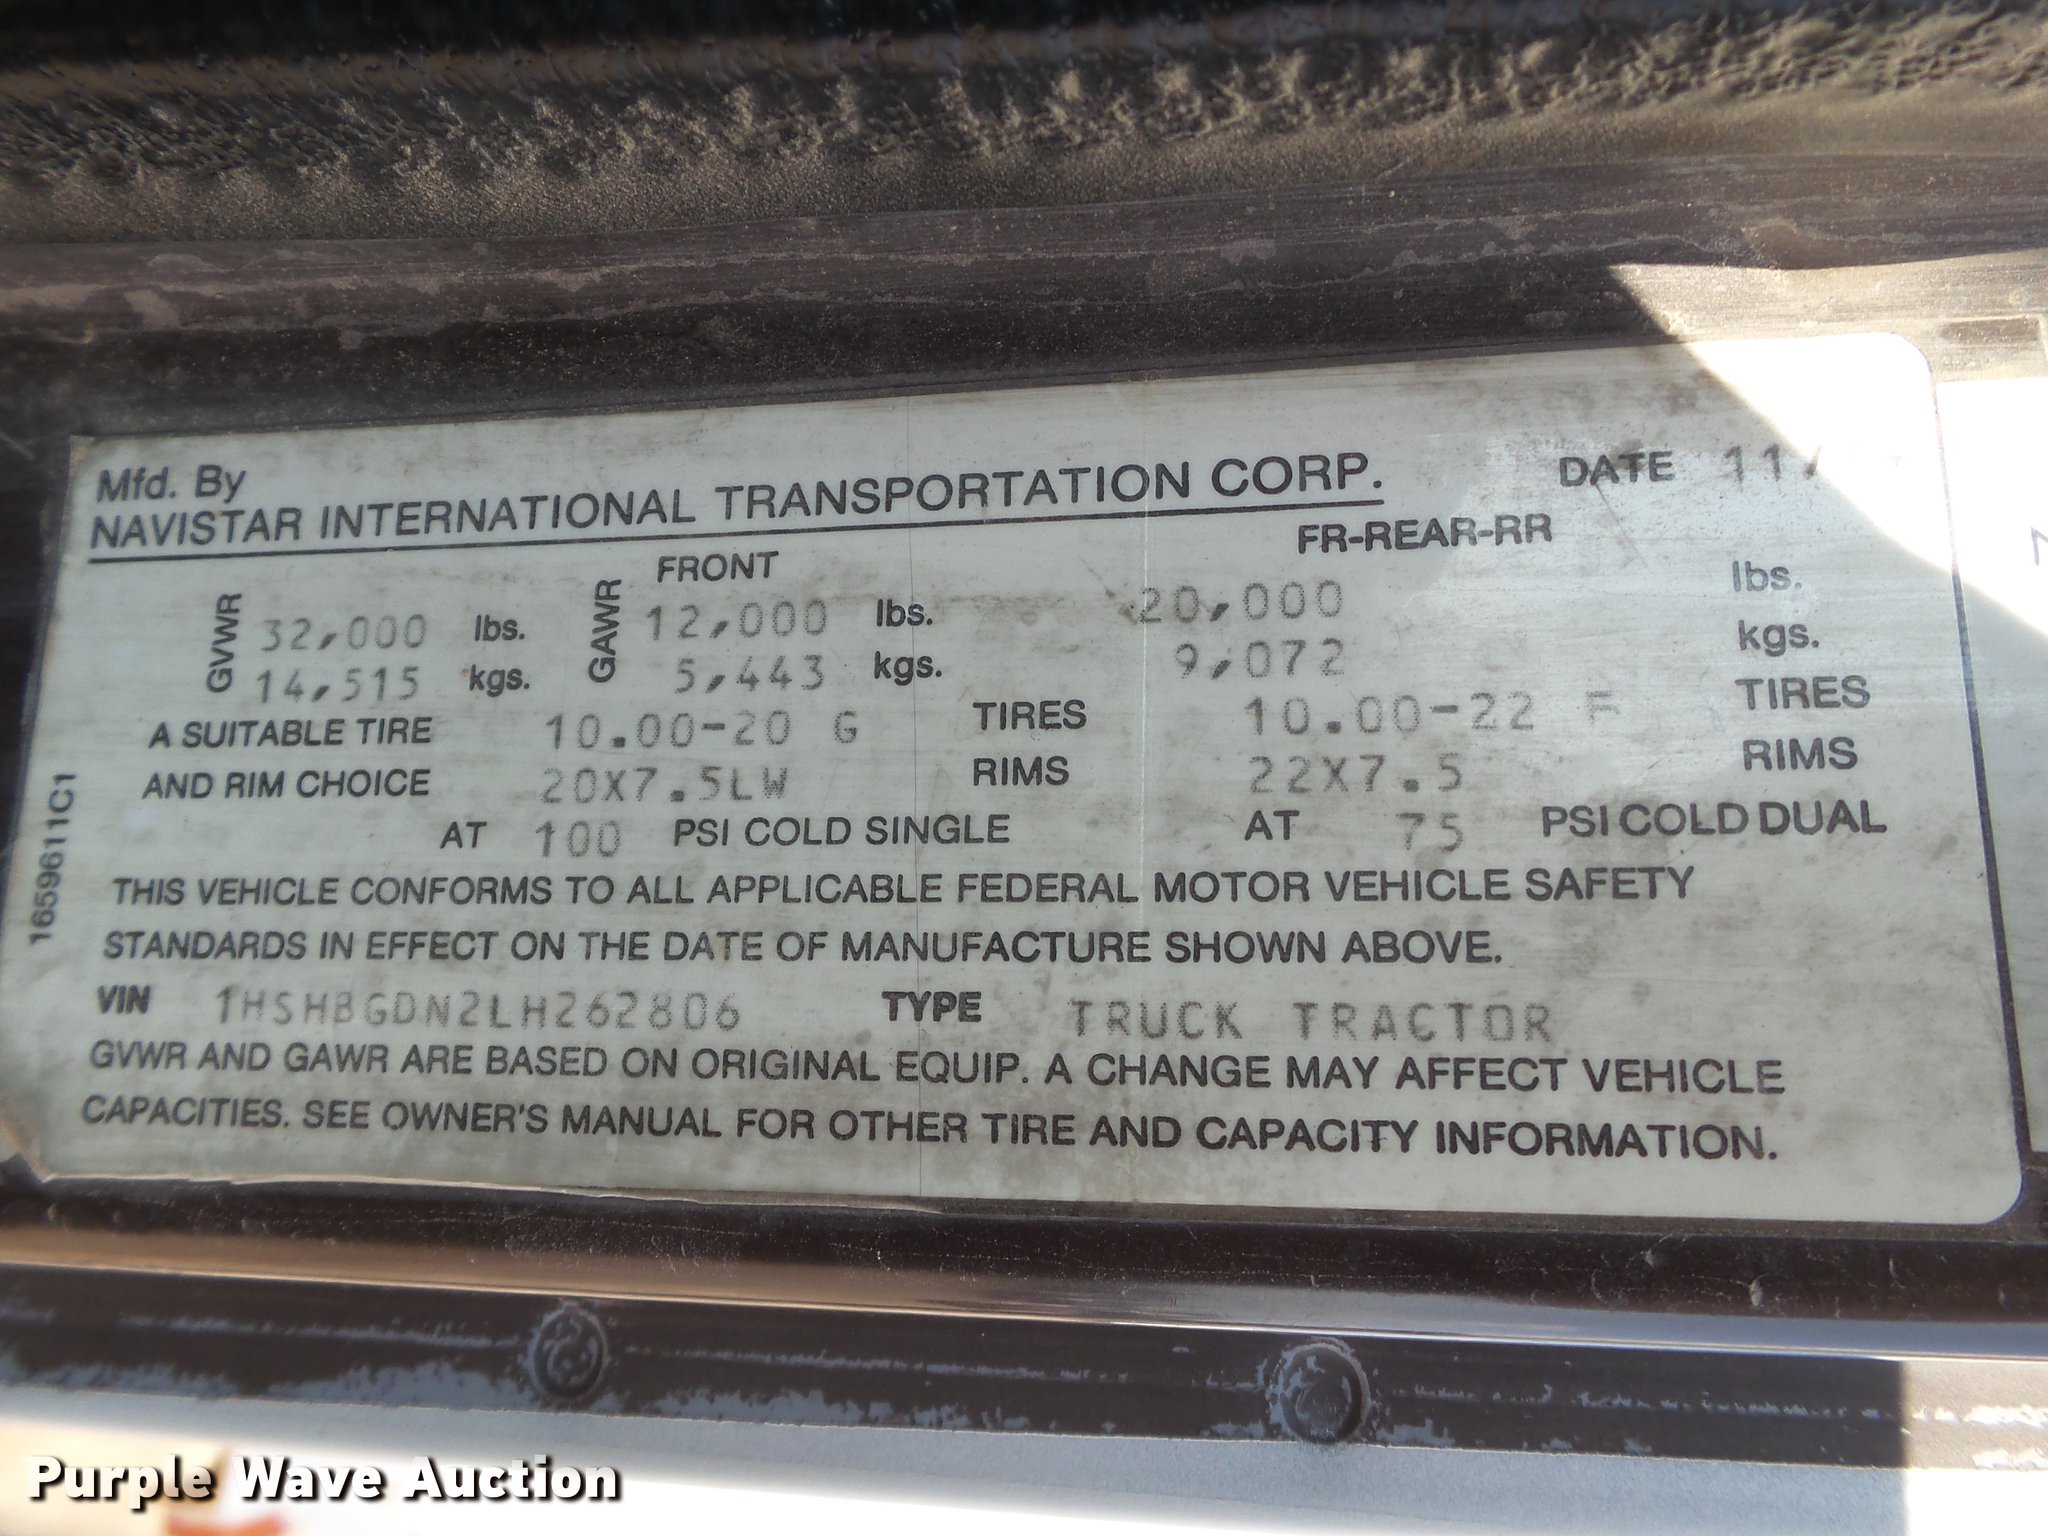 Mfd. By
NAVISTAR INTERNATIONAL TRANSPORTATION CORP. DATE 11/
FRONT FR-REAR-RR
GVWR 32,000 lbs. GAWR 12,000 lbs. 20,000 lbs.
14,515 kgs. 5,443 kgs. 9,072 kgs.
A SUITABLE TIRE 10.00-20 G TIRES 10.00-22 F TIRES
AND RIM CHOICE 20X7.5LW RIMS 22X7.5 RIMS
AT 100 PSI COLD SINGLE AT 75 PSI COLD DUAL
THIS VEHICLE CONFORMS TO ALL APPLICABLE FEDERAL MOTOR VEHICLE SAFETY
STANDARDS IN EFFECT ON THE DATE OF MANUFACTURE SHOWN ABOVE.
VIN 1HSHBGDN2LH262806 TYPE TRUCK TRACTOR
GVWR AND GAWR ARE BASED ON ORIGINAL EQUIP. A CHANGE MAY AFFECT VEHICLE
CAPACITIES. SEE OWNER'S MANUAL FOR OTHER TIRE AND CAPACITY INFORMATION.
1659611C1
Purple Wave Auction